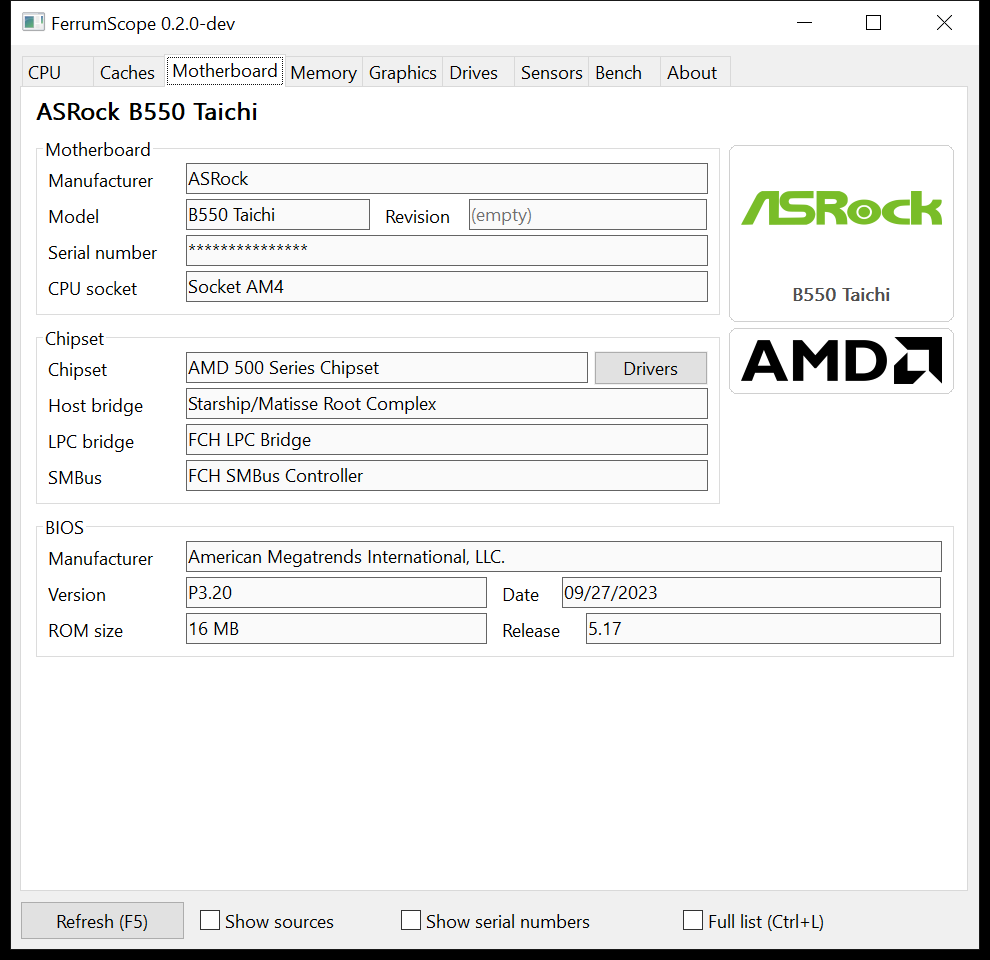 FerrumScope 0.2.0-dev
CPU Caches Motherboard Memory Graphics Drives Sensors Bench About
ASRock B550 Taichi
Motherboard
Manufacturer ASRock
Model B550 Taichi Revision (empty)
Serial number ***************
CPU socket Socket AM4
ASRock
B550 Taichi
AMD
Chipset
Chipset AMD 500 Series Chipset Drivers
Host bridge Starship/Matisse Root Complex
LPC bridge FCH LPC Bridge
SMBus FCH SMBus Controller
BIOS
Manufacturer American Megatrends International, LLC.
Version P3.20 Date 09/27/2023
ROM size 16 MB Release 5.17
Refresh (F5) Show sources Show serial numbers Full list (Ctrl+L)